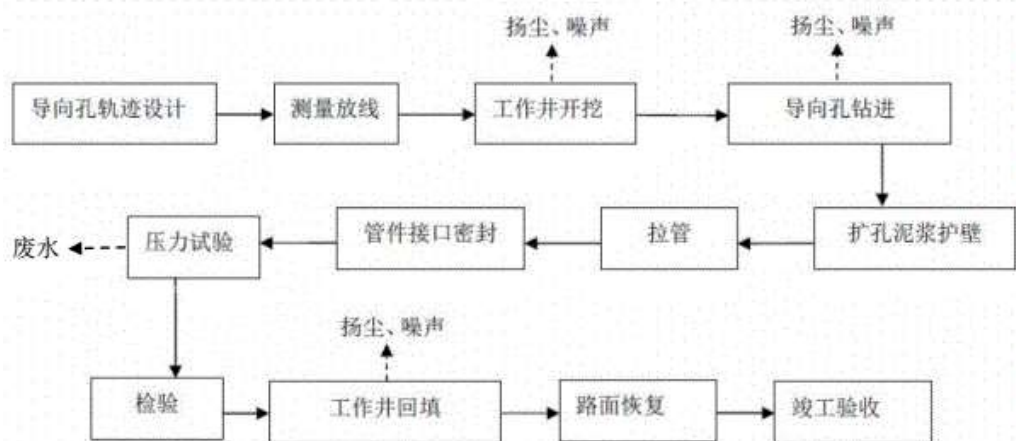 扬尘、噪声
扬尘、噪声
导向孔轨迹设计
测量放线
工作井开挖
导向孔钻进
废水
压力试验
管件接口密封
拉管
扩孔泥浆护壁
扬尘、噪声
检验
工作井回填
路面恢复
竣工验收